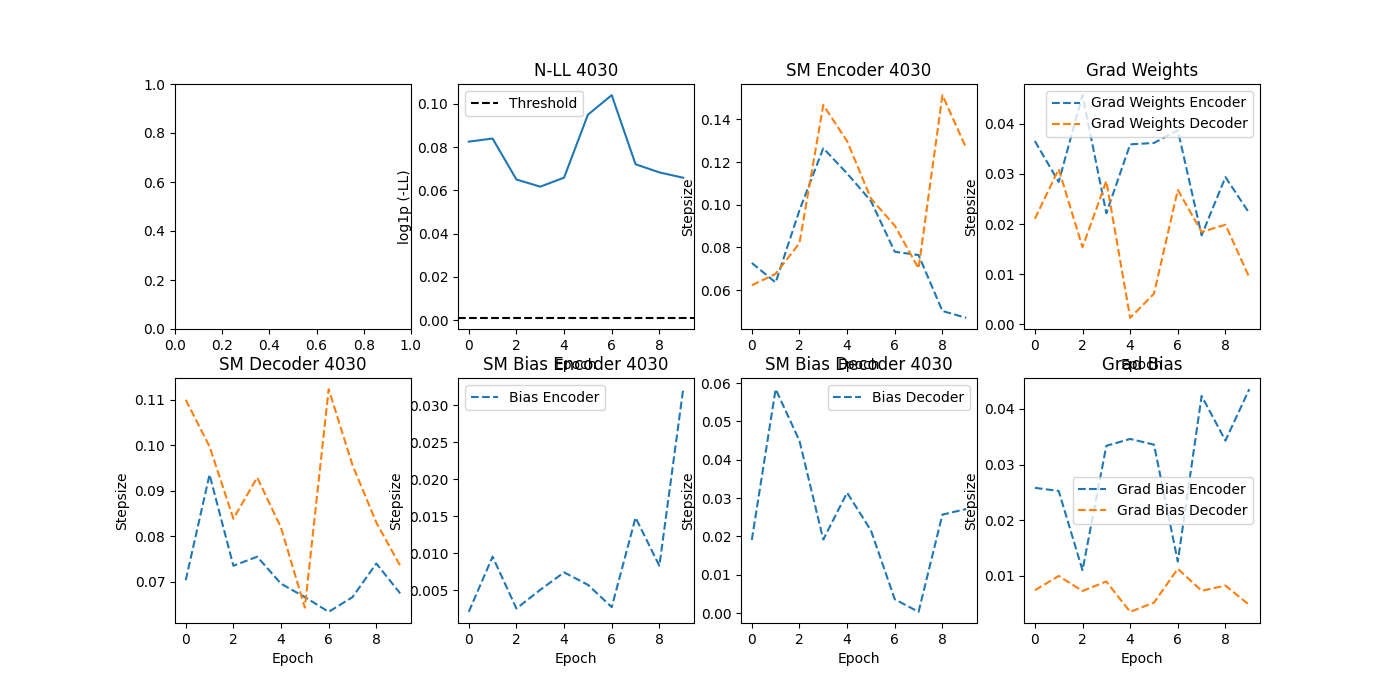 N-LL 4030
SM Encoder 4030
Grad Weights
1.0
0.8
0.6
0.4
0.2
0.0
0.0 0.2 0.4 0.6 0.8 1.0
log1p (-LL)
0.10
0.08
0.06
0.04
0.02
0.00
Threshold
0 2 4 6 8
Epoch
Stepsize
0.14
0.12
0.10
0.08
0.06
0 2 4 6 8
Epoch
Stepsize
0.04
0.03
0.02
0.01
0.00
Grad Weights Encoder
Grad Weights Decoder
0 2 4 6 8
Epoch
SM Decoder 4030
SM Bias Encoder 4030
SM Bias Decoder 4030
Grad Bias
Stepsize
0.11
0.10
0.09
0.08
0.07
0 2 4 6 8
Epoch
Stepsize
0.030
0.025
0.020
0.015
0.010
0.005
Bias Encoder
0 2 4 6 8
Epoch
Stepsize
0.06
0.05
0.04
0.03
0.02
0.01
0.00
Bias Decoder
0 2 4 6 8
Epoch
Stepsize
0.04
0.03
0.02
0.01
Grad Bias Encoder
Grad Bias Decoder
0 2 4 6 8
Epoch